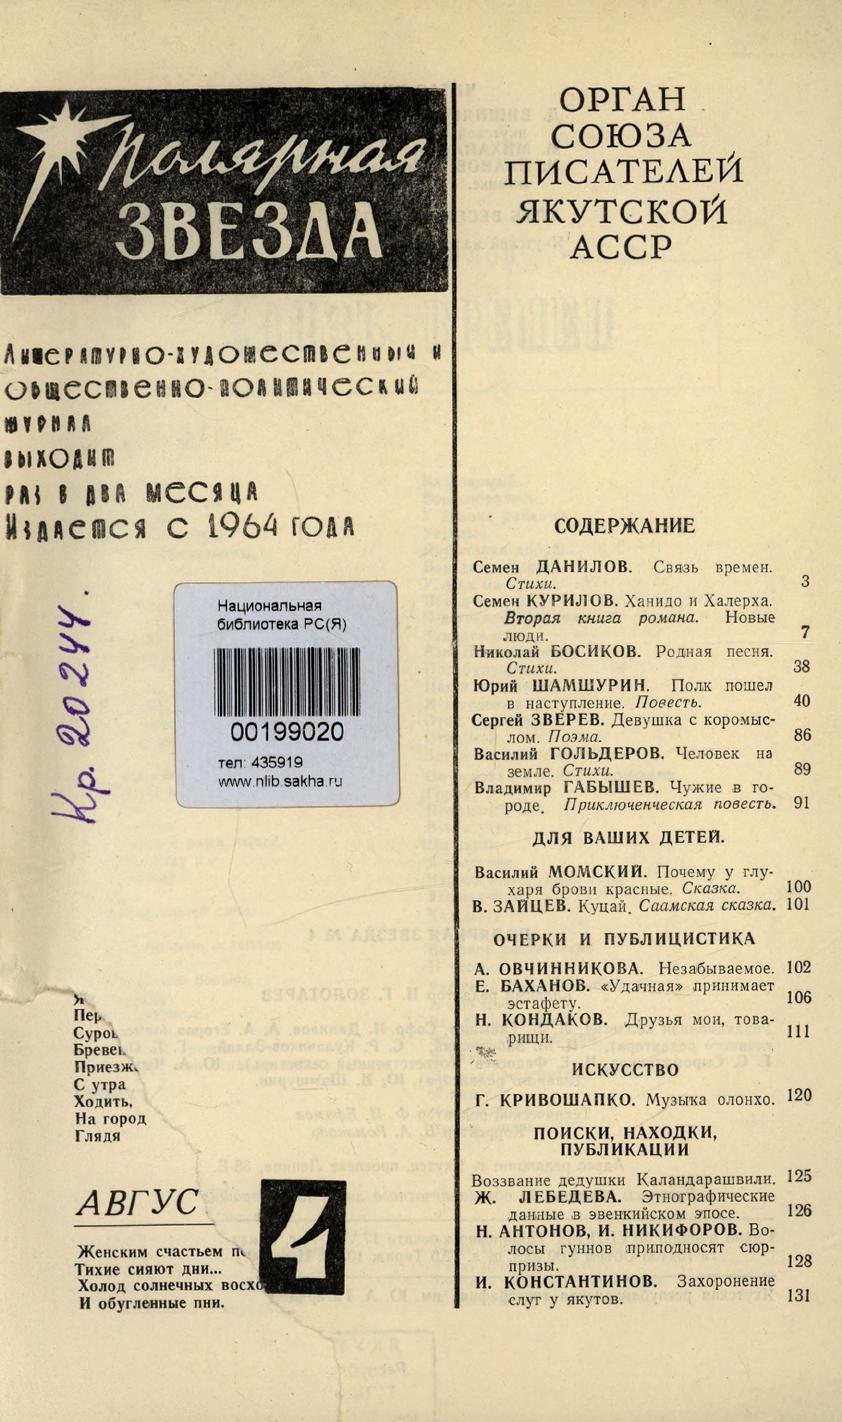 Полярная
ЗВЕЗДА
Литературно-художественный и
общественно-политический
журнал
выходит
раз в два месяца
Издается с 1964 года
Кр. 20244.
Национальная
библиотека РС(Я)
00199020
тел: 435919
www.nlib.sakha.ru
Суров
Приезж
С утра
Ходить,
На город
Глядя
АВГУС
4
Женским счастьем
Тихие сияют дни...
Холод солнечных восхо
И обугленные пни.
ОРГАН
СОЮЗА
ПИСАТЕЛЕЙ
ЯКУТСКОЙ
АССР
СОДЕРЖАНИЕ
Семен ДАНИЛОВ. Связь времен.
Стихи. 3
Семен КУРИЛОВ. Ханидо и Халерха.
Вторая книга романа. Новые
люди. 7
Николай БОСИКОВ. Родная песня.
Стихи. 38
Юрий ШАМШУРИН. Полк пошел
в наступление. Повесть. 40
Сергей ЗВЕРЕВ. Девушка с коромыс-
лом. Поэма. 86
Василий ГОЛЬДЕРОВ. Человек на
земле. Стихи. 89
Владимир ГАБЫШЕВ. Чужие в го-
роде. Приключенческая повесть. 91
ДЛЯ ВАШИХ ДЕТЕЙ.
Василий МОМСКИЙ. Почему у глу-
харя брови красные. Сказка. 100
В. ЗАЙЦЕВ. Куцай. Саамская сказка. 101
ОЧЕРКИ И ПУБЛИЦИСТИКА
А. ОВЧИННИКОВА. Незабываемое. 102
Е. БАХАНОВ. «Удачная» принимает
эстафету. 106
Н. КОНДАКОВ. Друзья мои, това-
рищи. 111
ИСКУССТВО
Г. КРИВОШАПКО. Музыка олонхо. 120
ПОИСКИ, НАХОДКИ,
ПУБЛИКАЦИИ
Воззвание дедушки Каландарашвили. 125
Ж. ЛЕБЕДЕВА. Этнографические
данные в эвенкийском эпосе. 126
Н. АНТОНОВ, И. НИКИФОРОВ. Во-
лосы гуннов приподносят сюр-
призы. 128
И. КОНСТАНТИНОВ. Захоронение
слуг у якутов. 131